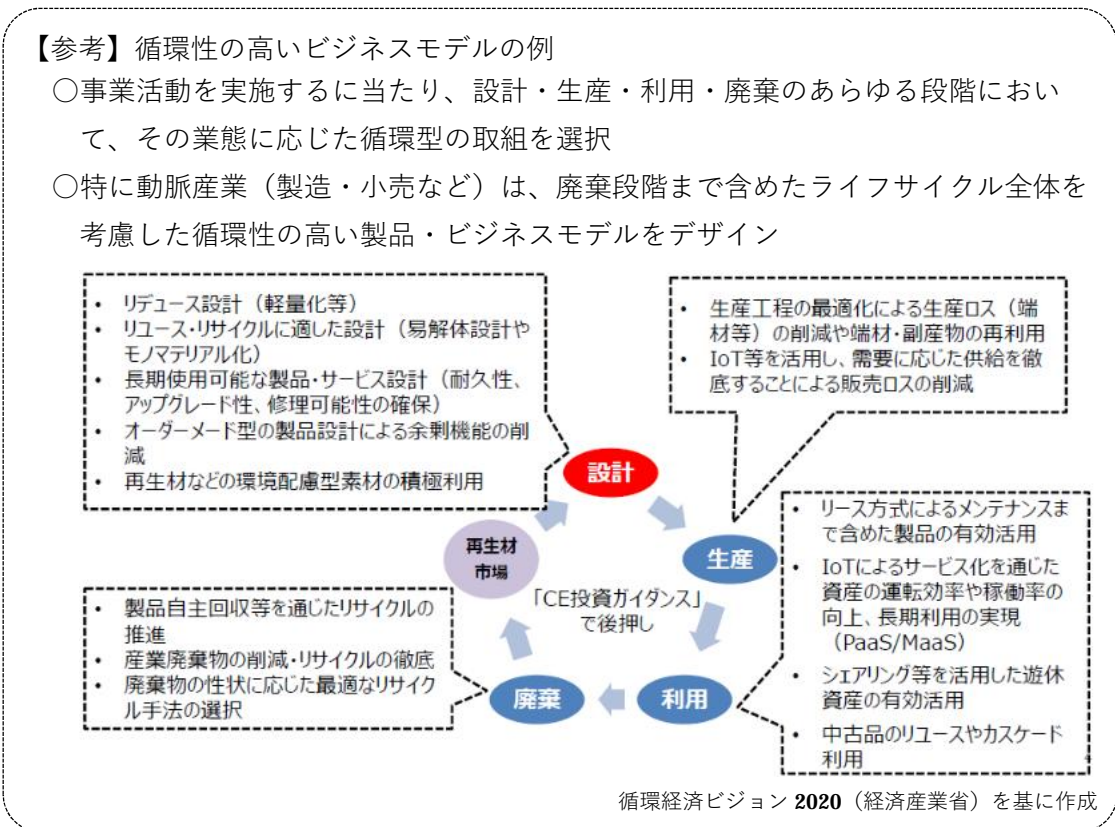 【参考】循環性の高いビジネスモデルの例
○事業活動を実施するに当たり、設計・生産・利用・廃棄のあらゆる段階におい
て、その業態に応じた循環型の取組を選択
○特に動脈産業（製造・小売など）は、廃棄段階まで含めたライフサイクル全体を
考慮した循環性の高い製品・ビジネスモデルをデザイン
• リデュース設計（軽量化等）
• リユース・リサイクルに適した設計（易解体設計や
モノマテリアル化）
• 長期使用可能な製品・サービス設計（耐久性、
アップグレード性、修理可能性の確保）
• オーダーメード型の製品設計による余剰機能の削
減
• 再生材などの環境配慮型素材の積極利用
• 生産工程の最適化による生産ロス（端
材等）の削減や端材・副産物の再利用
• IoT等を活用し、需要に応じた供給を徹
底することによる販売ロスの削減
設計
生産
• リース方式によるメンテナンスま
で含めた製品の有効活用
• IoTによるサービス化を通じた
資産の運転効率や稼働率の
向上、長期利用の実現
（PaaS/MaaS）
• シェアリング等を活用した遊休
資産の有効活用
• 中古品のリユースやカスケード
利用
再生材
市場
「CE投資ガイダンス」
で後押し
• 製品自主回収等を通じたリサイクルの
推進
• 産業廃棄物の削減・リサイクルの徹底
• 廃棄物の性状に応じた最適なリサイク
ル手法の選択
廃棄
利用
循環経済ビジョン 2020（経済産業省）を基に作成